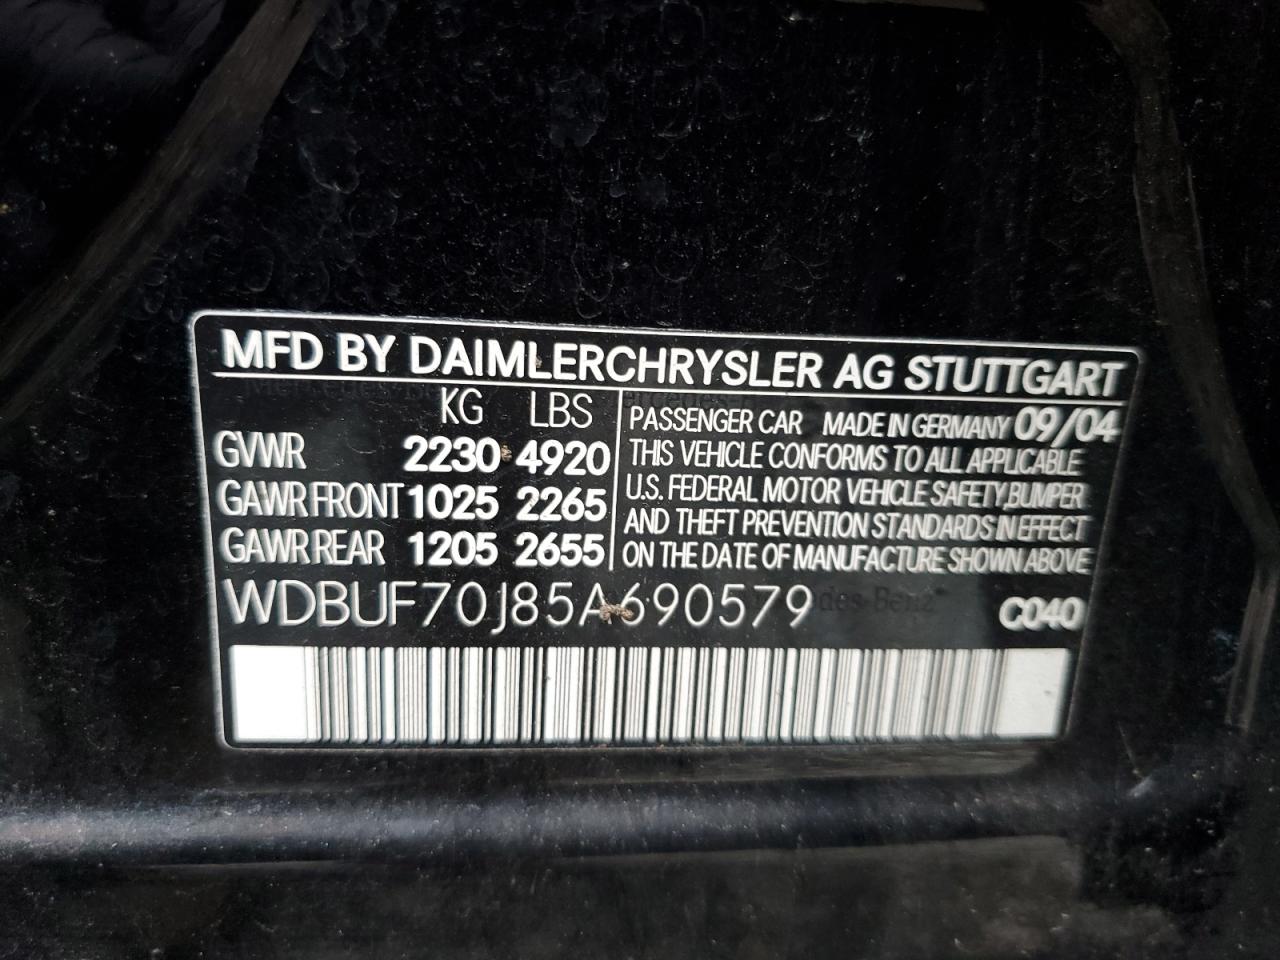 MFD BY DAIMLERCHRYSLER AG STUTTGART
KG LBS
GVWR 2230 4920
GAWR FRONT 1025 2265
GAWR REAR 1205 2655
PASSENGER CAR MADE IN GERMANY 09/04
THIS VEHICLE CONFORMS TO ALL APPLICABLE
U.S. FEDERAL MOTOR VEHICLE SAFETY,BUMPER
AND THEFT PREVENTION STANDARDS IN EFFECT
ON THE DATE OF MANUFACTURE SHOWN ABOVE
WDBUF70J85A690579 C040